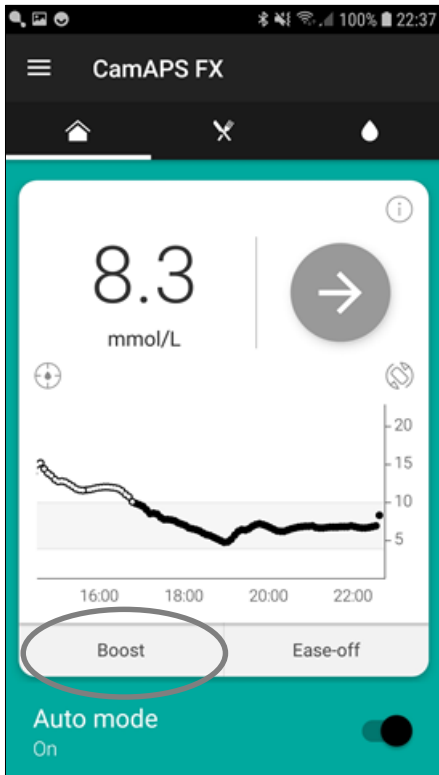 100% 22:37
CamAPS FX
8.3
mmol/L
20
15
10
5
16:00 18:00 20:00 22:00
Boost Ease-off
Auto mode
On